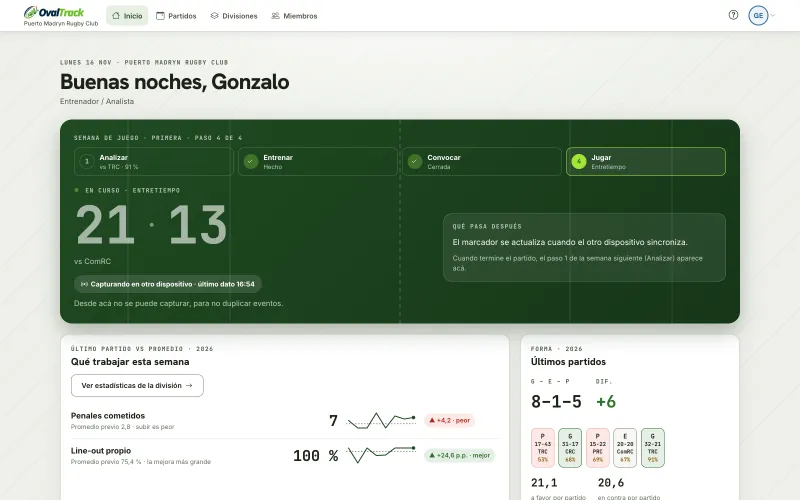 OvalTrack
Puerto Madryn Rugby Club
Inicio
Partidos
Divisiones
Miembros
?
GE
LUNES 16 NOV · PUERTO MADRYN RUGBY CLUB
Buenas noches, Gonzalo
Entrenador / Analista
SEMANA DE JUEGO · PRIMERA · PASO 4 DE 4
1 Analizar
vs TRC · 91 %
Entrenar
Hecho
Convocar
Cerrada
4 Jugar
Entretiempo
EN CURSO · ENTRETIEMPO
21 · 13
vs ComRC
Capturando en otro dispositivo · último dato 16:54
Desde acá no se puede capturar, para no duplicar eventos.
QUÉ PASA DESPUÉS
El marcador se actualiza cuando el otro dispositivo sincroniza.
Cuando termine el partido, el paso 1 de la semana siguiente (Analizar) aparece
acá.
ÚLTIMO PARTIDO VS PROMEDIO · 2026
Qué trabajar esta semana
Ver estadísticas de la división →
Penales cometidos
Promedio previo 2,8 · subir es peor
7
▲ +4,2 · peor
Line-out propio
Promedio previo 75,4 % · la mejora más grande
100 %
▲ +24,6 p.p. · mejor
FORMA · 2026
Últimos partidos
G – E – P
DIF.
8–1–5
+6
P
17-43
TRC
53%
G
31-17
CRC
68%
P
15-22
PRC
69%
E
20-20
ComRC
67%
G
32-21
TRC
91%
21,1
a favor por partido
20,6
en contra por partido